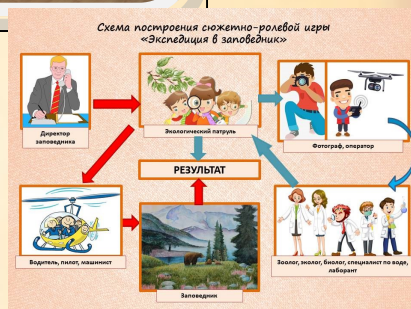 Схема построения сюжетно-ролевой игры
«Экспедиция в заповедник»
Директор
заповедника
Экологический патруль
Фотограф, оператор
РЕЗУЛЬТАТ
Водитель, пилот, машинист
Заповедник
Зоолог, эколог, биолог, специалист по воде,
лаборант